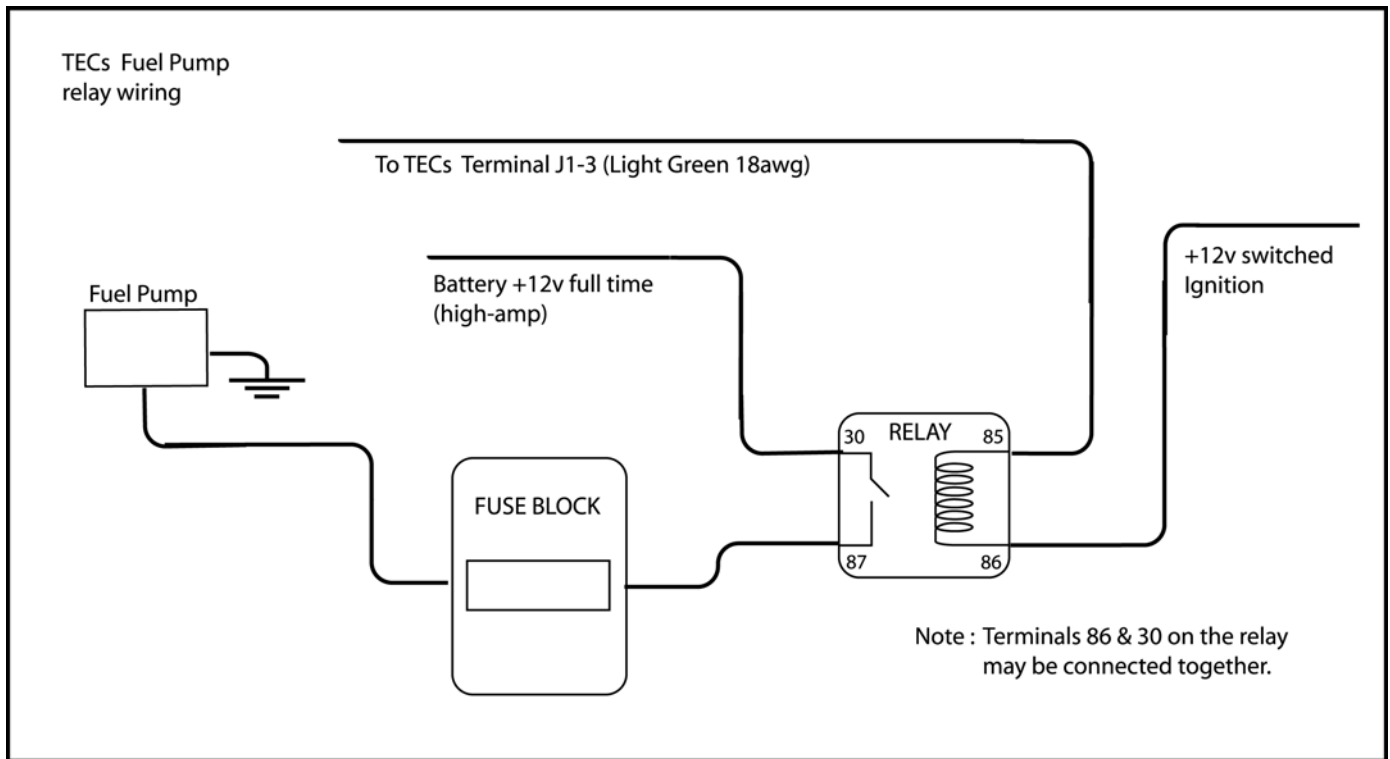 TECs Fuel Pump
relay wiring
To TECs Terminal J1-3 (Light Green 18awg)
+12v switched
Ignition
Battery +12v full time
(high-amp)
Fuel Pump
30 RELAY 85
FUSE BLOCK
87 86
Note : Terminals 86 & 30 on the relay
may be connected together.